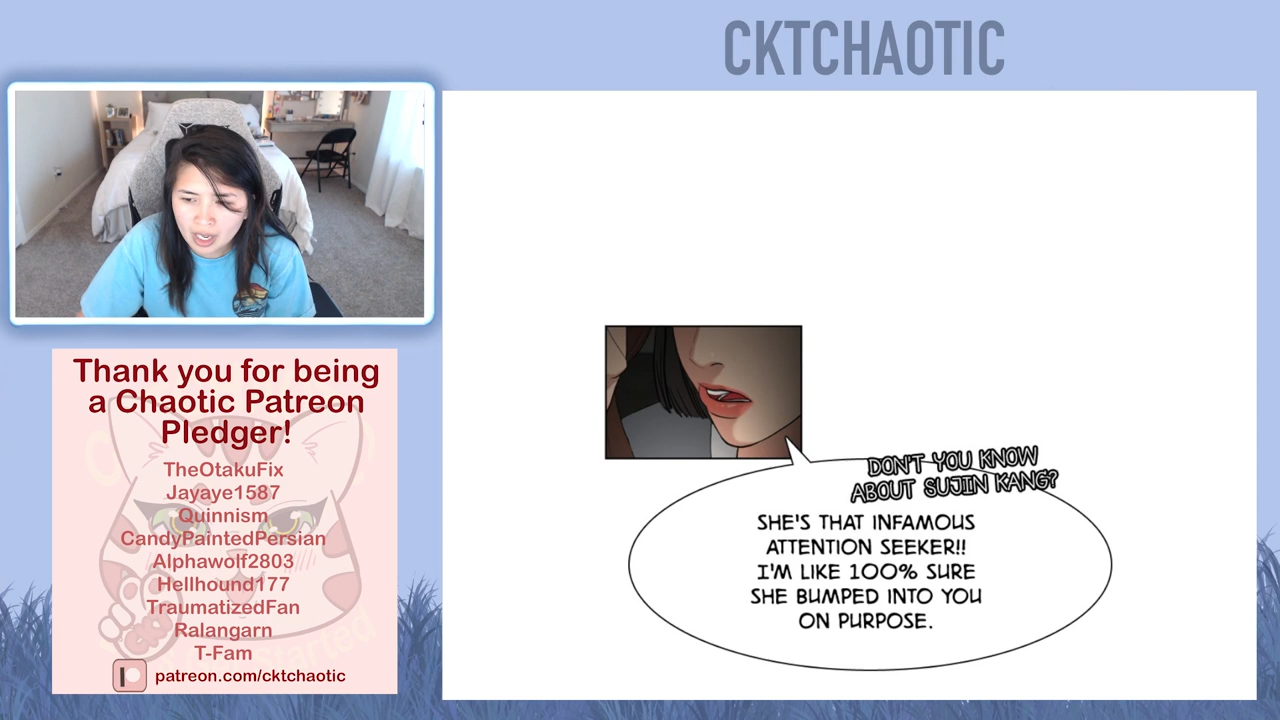 CKTCHAOTIC
Thank you for being
a Chaotic Patreon
Pledger!
TheOtakuFix
Jayaye1587
Quinnism
CandyPaintedPersian
Alphawolf2803
Hellhound177
TraumatizedFan
Ralangarn
T-Fam
patreon.com/cktchaotic
DON'T YOU KNOW
ABOUT SUJIN KANG?
SHE'S THAT INFAMOUS
ATTENTION SEEKER!!
I'M LIKE 100% SURE
SHE BUMPED INTO YOU
ON PURPOSE.